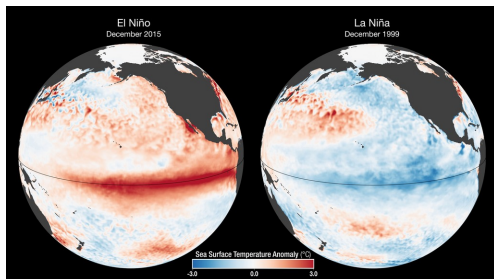 El Niño
December 2015
La Niña
December 1999
Sea Surface Temperature Anomaly (°C)
-3.0 0.0 3.0